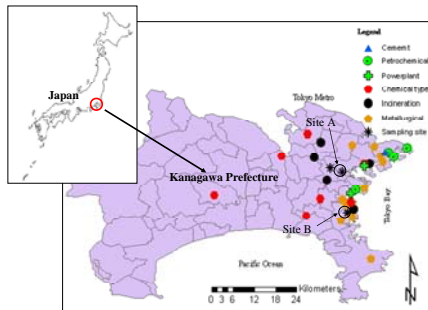 Japan
Legend
Cement
Petrochemical
Powerplant
Chemical type
Incineration
Metallurginal
Sampling site
Tokyo Metro
Site A
Kanagawa Prefecture
Tokyo Bay
Site B
Pacific Ocean
Kilometers
0 3 6 12 18 24
N